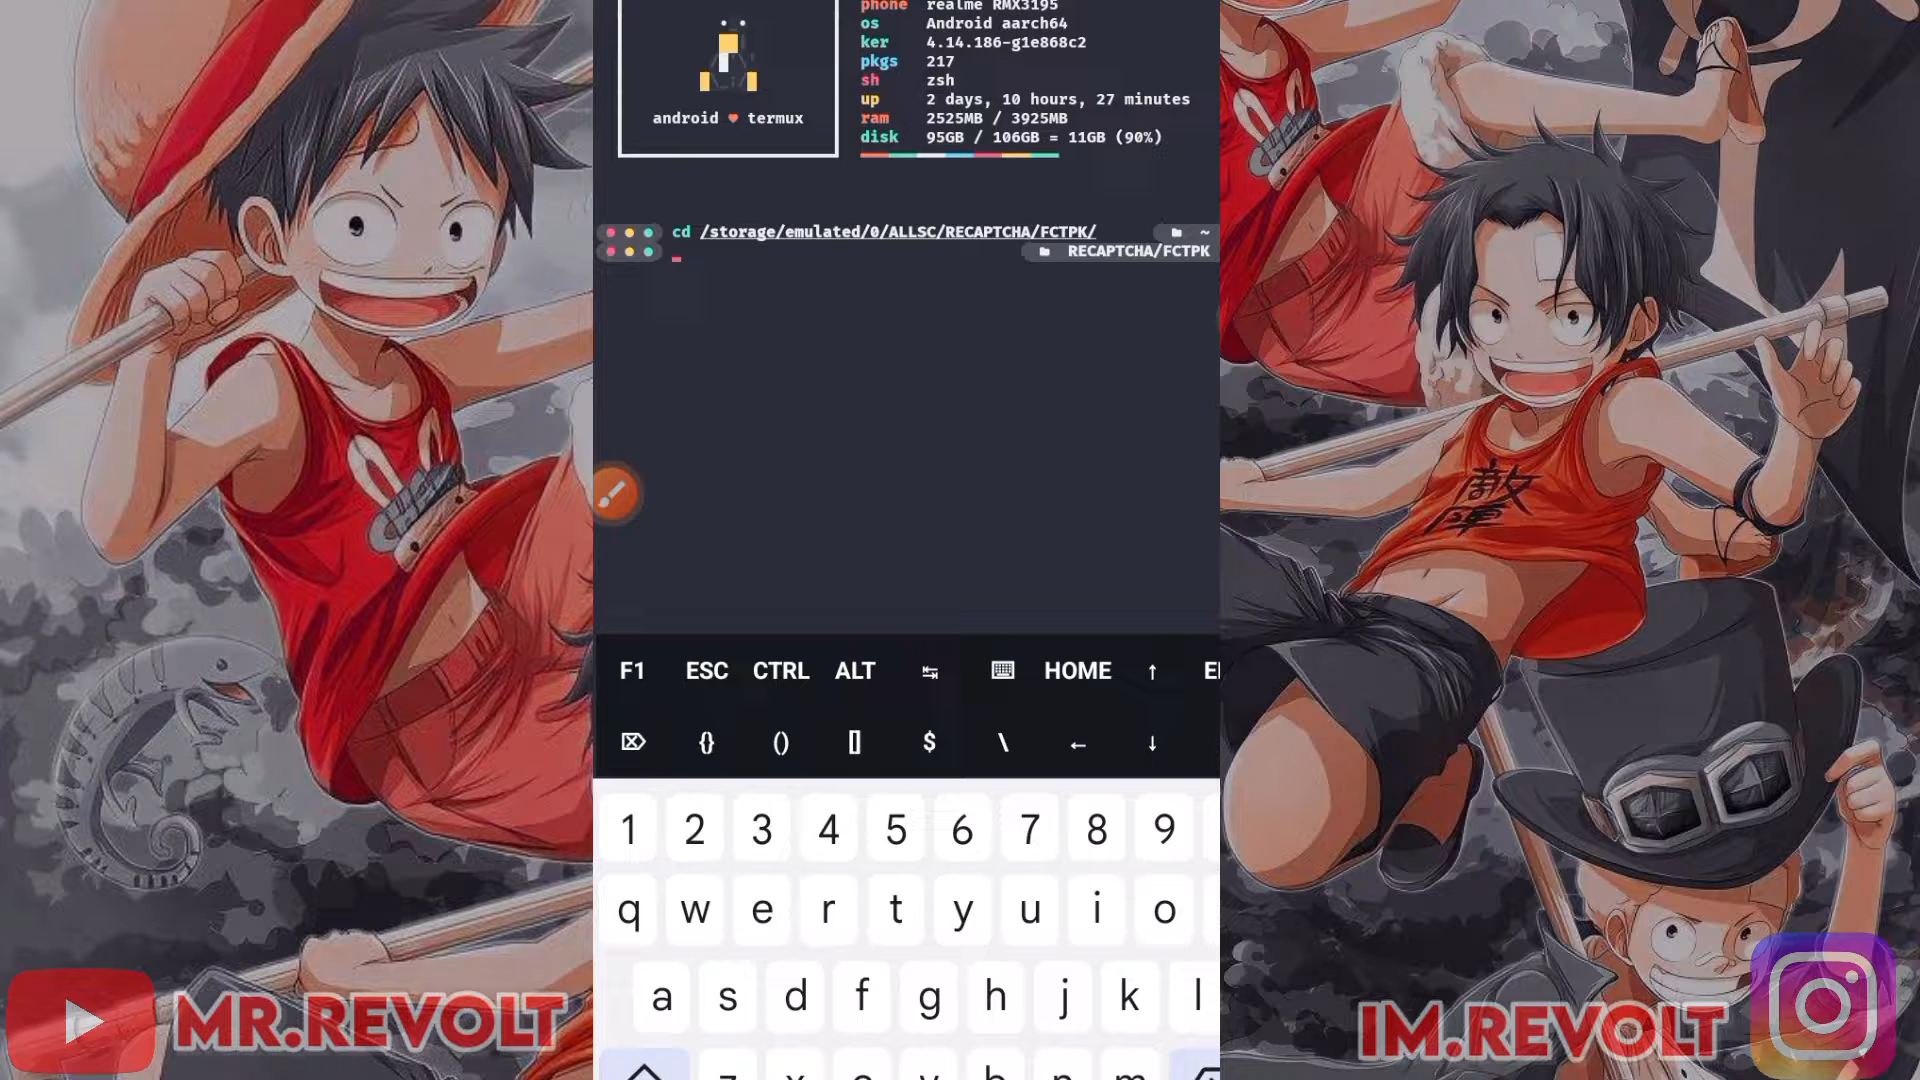 phone realme RMX3195
os Android aarch64
ker 4.14.186-g1e868c2
pkgs 217
sh zsh
up 2 days, 10 hours, 27 minutes
ram 2525MB / 3925MB
disk 95GB / 106GB = 11GB (90%)
android ♥ termux
cd /storage/emulated/0/ALLSC/RECAPTCHA/FCTPK/ ~
RECAPTCHA/FCTPK
敵
F1 ESC CTRL ALT ↹ HOME ↑
{} () [] $ \ ← ↓
1 2 3 4 5 6 7 8 9
q w e r t y u i o
a s d f g h j k l
z x c v b n m
MR.REVOLT
IM.REVOLT